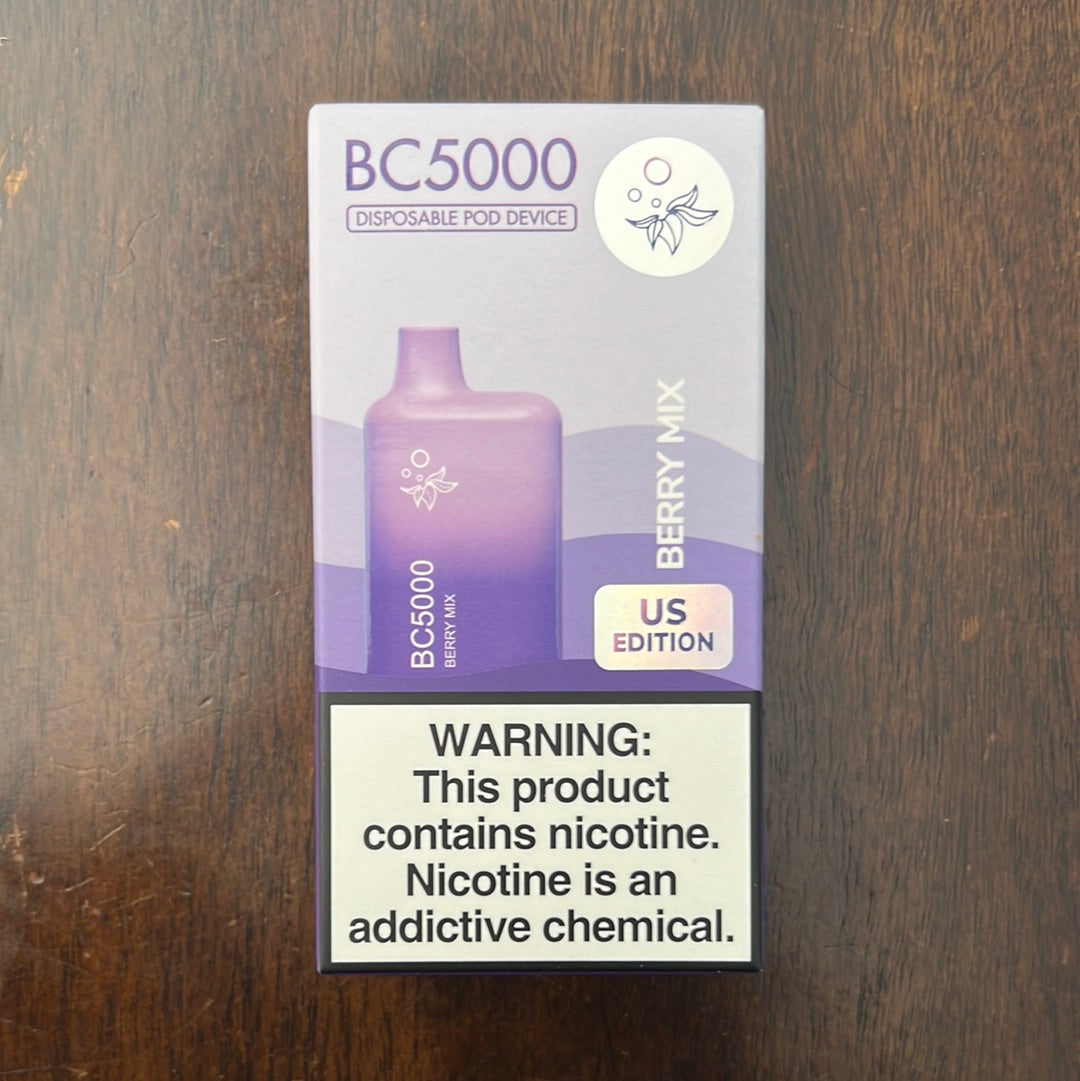 BC5000
DISPOSABLE POD DEVICE
BERRY MIX
BC5000
BERRY MIX
US
EDITION
WARNING:
This product
contains nicotine.
Nicotine is an
addictive chemical.